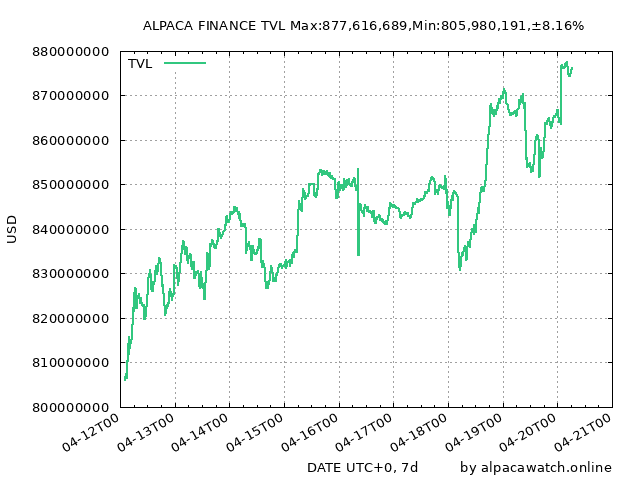 ALPACA FINANCE TVL Max:877,616,689,Min:805,980,191,±8.16%
TVL
USD
880000000
870000000
860000000
850000000
840000000
830000000
820000000
810000000
800000000
04-12T00
04-13T00
04-14T00
04-15T00
04-16T00
04-17T00
04-18T00
04-19T00
04-20T00
04-21T00
DATE UTC+0, 7d
by alpacawatch.online